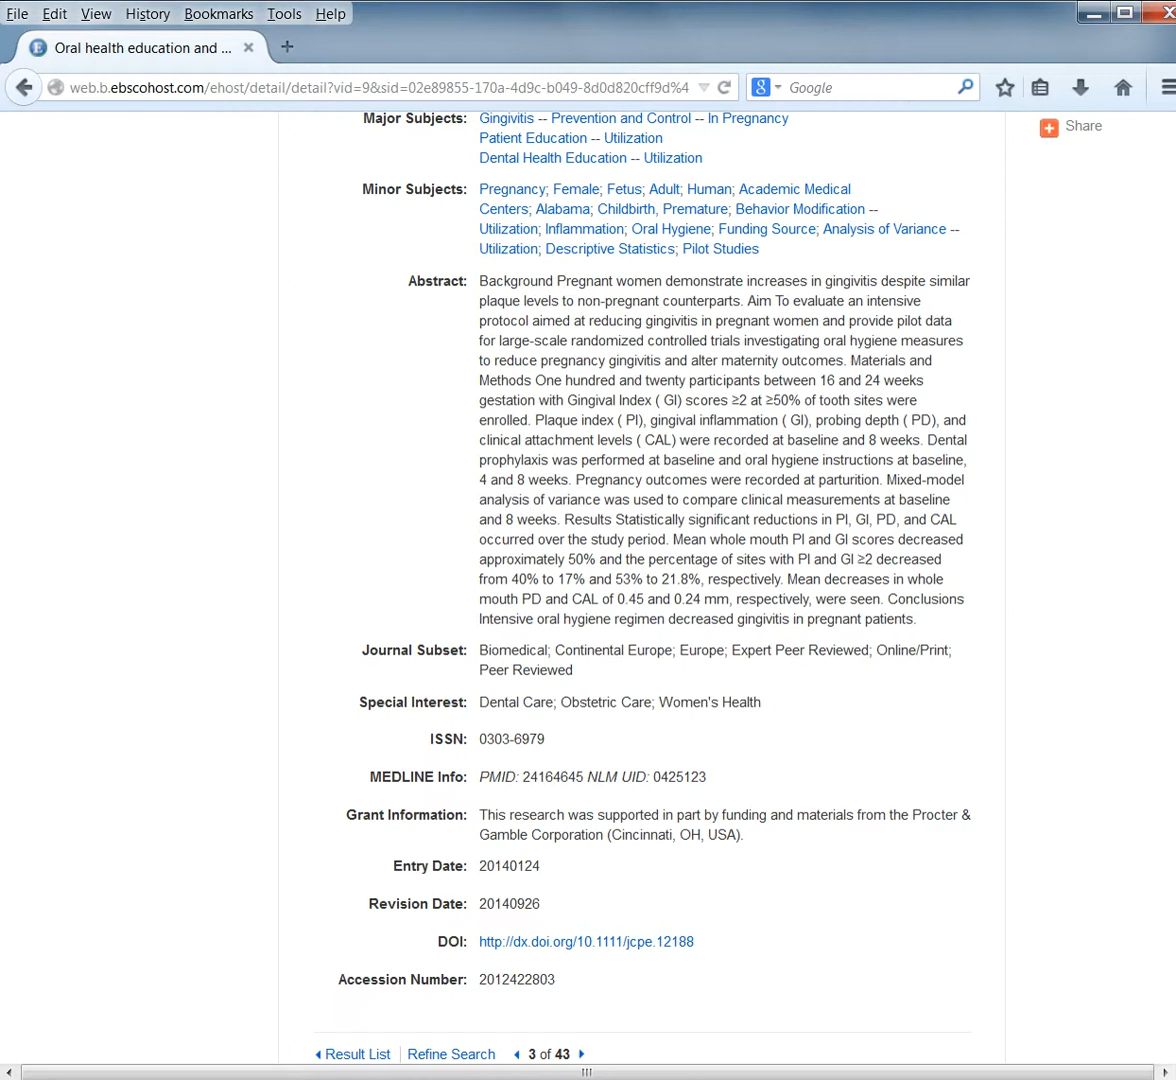 File Edit View History Bookmarks Tools Help
Oral health education and ...
web.b.ebscohost.com/ehost/detail/detail?vid=9&sid=02e89855-170a-4d9c-b049-8d0d820cff9d%4
Google
Share
Major Subjects: Gingivitis -- Prevention and Control -- In Pregnancy
Patient Education -- Utilization
Dental Health Education -- Utilization
Minor Subjects: Pregnancy; Female; Fetus; Adult; Human; Academic Medical
Centers; Alabama; Childbirth, Premature; Behavior Modification --
Utilization; Inflammation; Oral Hygiene; Funding Source; Analysis of Variance --
Utilization; Descriptive Statistics; Pilot Studies
Abstract: Background Pregnant women demonstrate increases in gingivitis despite similar
plaque levels to non-pregnant counterparts. Aim To evaluate an intensive
protocol aimed at reducing gingivitis in pregnant women and provide pilot data
for large-scale randomized controlled trials investigating oral hygiene measures
to reduce pregnancy gingivitis and alter maternity outcomes. Materials and
Methods One hundred and twenty participants between 16 and 24 weeks
gestation with Gingival Index ( GI) scores ≥2 at ≥50% of tooth sites were
enrolled. Plaque index ( PI), gingival inflammation ( GI), probing depth ( PD), and
clinical attachment levels ( CAL) were recorded at baseline and 8 weeks. Dental
prophylaxis was performed at baseline and oral hygiene instructions at baseline,
4 and 8 weeks. Pregnancy outcomes were recorded at parturition. Mixed-model
analysis of variance was used to compare clinical measurements at baseline
and 8 weeks. Results Statistically significant reductions in PI, GI, PD, and CAL
occurred over the study period. Mean whole mouth PI and GI scores decreased
approximately 50% and the percentage of sites with PI and GI ≥2 decreased
from 40% to 17% and 53% to 21.8%, respectively. Mean decreases in whole
mouth PD and CAL of 0.45 and 0.24 mm, respectively, were seen. Conclusions
Intensive oral hygiene regimen decreased gingivitis in pregnant patients.
Journal Subset: Biomedical; Continental Europe; Europe; Expert Peer Reviewed; Online/Print;
Peer Reviewed
Special Interest: Dental Care; Obstetric Care; Women's Health
ISSN: 0303-6979
MEDLINE Info: PMID: 24164645 NLM UID: 0425123
Grant Information: This research was supported in part by funding and materials from the Procter &
Gamble Corporation (Cincinnati, OH, USA).
Entry Date: 20140124
Revision Date: 20140926
DOI: http://dx.doi.org/10.1111/jcpe.12188
Accession Number: 2012422803
Result List Refine Search 3 of 43